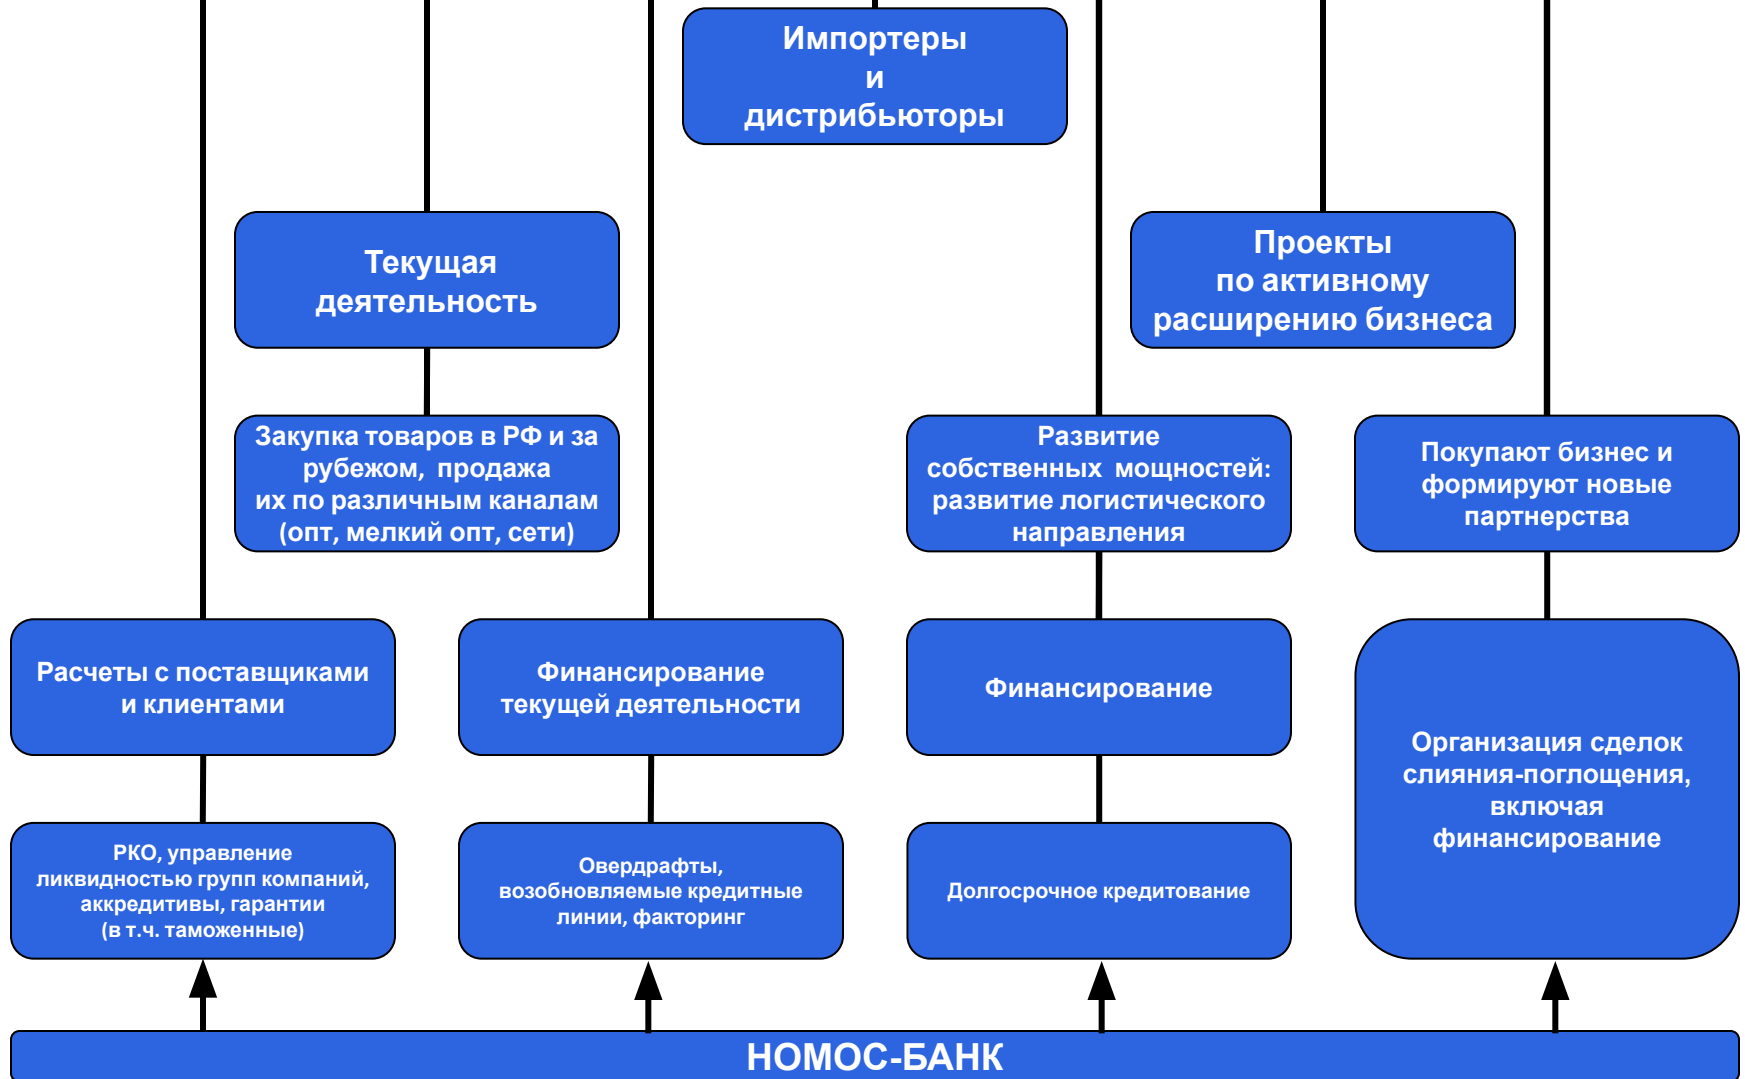 Импортеры
и
дистрибьюторы
Текущая
деятельность
Проекты
по активному
расширению бизнеса
Закупка товаров в РФ и за
рубежом, продажа
их по различным каналам
(опт, мелкий опт, сети)
Развитие
собственных мощностей:
развитие логистического
направления
Покупают бизнес и
формируют новые
партнерства
Расчеты с поставщиками
и клиентами
Финансирование
текущей деятельности
Финансирование
Организация сделок
слияния-поглощения,
включая
финансирование
РКО, управление
ликвидностью групп компаний,
аккредитивы, гарантии
(в т.ч. таможенные)
Овердрафты,
возобновляемые кредитные
линии, факторинг
Долгосрочное кредитование
НОМОС-БАНК